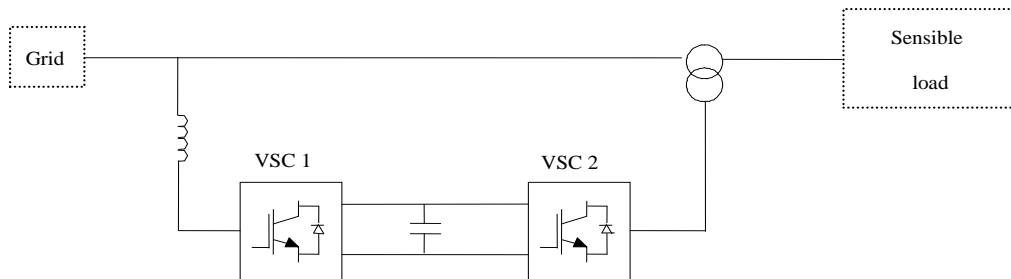 Grid
Sensible
load
VSC 1
VSC 2